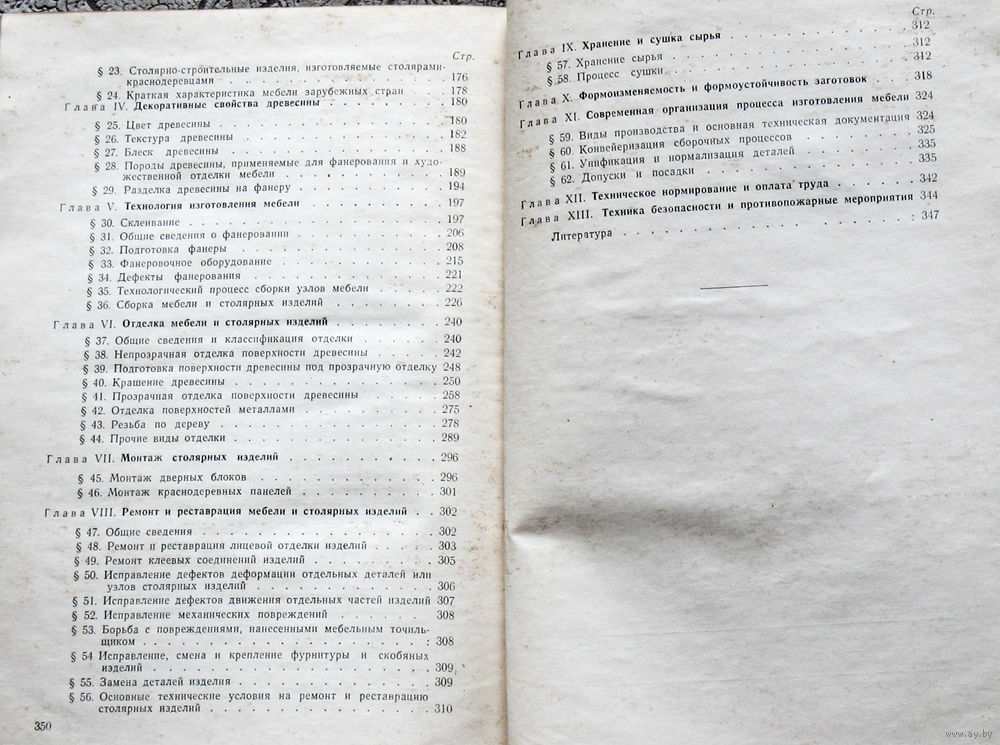 Стр.
§ 23. Столярно-строительные изделия, изготовляемые столярами-
краснодеревцами . . . . . . . . . . . . 176
§ 24. Краткая характеристика мебели зарубежных стран 178
Глава IV. Декоративные свойства древесины . . . . . . . . 180
§ 25. Цвет древесины . . . . . . . . . . . . 180
§ 26. Текстура древесины . . . . . . . . . . . 182
§ 27. Блеск древесины . . . . . . . . . . . . 188
§ 28. Породы древесины, применяемые для фанерования и худо-
жественной отделки мебели . . . . . . . . . 189
§ 29. Разделка древесины на фанеру . . . . . . . . 194
Глава V. Технология изготовления мебели . . . . . . . . 197
§ 30. Склеивание . . . . . . . . . . . . . . 197
§ 31. Общие сведения о фанеровании . . . . . . . . 206
§ 32. Подготовка фанеры . . . . . . . . . . . 208
§ 33. Фанеровочное оборудование . . . . . . . . . 215
§ 34. Дефекты фанерования . . . . . . . . . . 221
§ 35. Технологический процесс сборки узлов мебели . . . . 222
§ 36. Сборка мебели и столярных изделий . . . . . . 226
Глава VI. Отделка мебели и столярных изделий . . . . . . . 240
§ 37. Общие сведения и классификация отделки . . . . . 240
§ 38. Непрозрачная отделка поверхности древесины . . . . 242
§ 39. Подготовка поверхности древесины под прозрачную отделку 248
§ 40. Крашение древесины . . . . . . . . . . . 250
§ 41. Прозрачная отделка поверхности древесины . . . . 258
§ 42. Отделка поверхностей металлами . . . . . . . 275
§ 43. Резьба по дереву . . . . . . . . . . . . 278
§ 44. Прочие виды отделки . . . . . . . . . . . 289
Глава VII. Монтаж столярных изделий . . . . . . . . . 296
§ 45. Монтаж дверных блоков . . . . . . . . . . 296
§ 46. Монтаж краснодеревных панелей . . . . . . . 301
Глава VIII. Ремонт и реставрация мебели и столярных изделий . . 302
§ 47. Общие сведения . . . . . . . . . . . . 302
§ 48. Ремонт и реставрация лицевой отделки изделий . . . . 303
§ 49. Ремонт клеевых соединений изделий . . . . . . 305
§ 50. Исправление дефектов деформации отдельных деталей или
узлов столярных изделий . . . . . . . . . . 306
§ 51. Исправление дефектов движения отдельных частей изделий 307
§ 52. Исправление механических повреждений . . . . . 308
§ 53. Борьба с повреждениями, нанесенными мебельным точиль-
щиком . . . . . . . . . . . . . . . 308
§ 54 Исправление, смена и крепление фурнитуры и скобяных
изделий . . . . . . . . . . . . . . . 309
§ 55. Замена деталей изделия . . . . . . . . . . 309
§ 56. Основные технические условия на ремонт и реставрацию
столярных изделий . . . . . . . . . . . . 310
350
Стр.
Глава IX. Хранение и сушка сырья . . . . . . . . . . 312
§ 57. Хранение сырья . . . . . . . . . . . . 312
§ 58. Процесс сушки . . . . . . . . . . . . 312
Глава X. Формоизменяемость и формоустойчивость заготовок . . 318
Глава XI. Современная организация процесса изготовления мебели 324
§ 59. Виды производства и основная техническая документация 324
§ 60. Конвейеризация сборочных процессов . . . . . . 325
§ 61. Унификация и нормализация деталей . . . . . . 335
§ 62. Допуски и посадки . . . . . . . . . . . 335
Глава XII. Техническое нормирование и оплата труда . . . . . 342
Глава XIII. Техника безопасности и противопожарные мероприятия 344
Литература . . . . . . . . . . . . . . . 347
www.ay.by